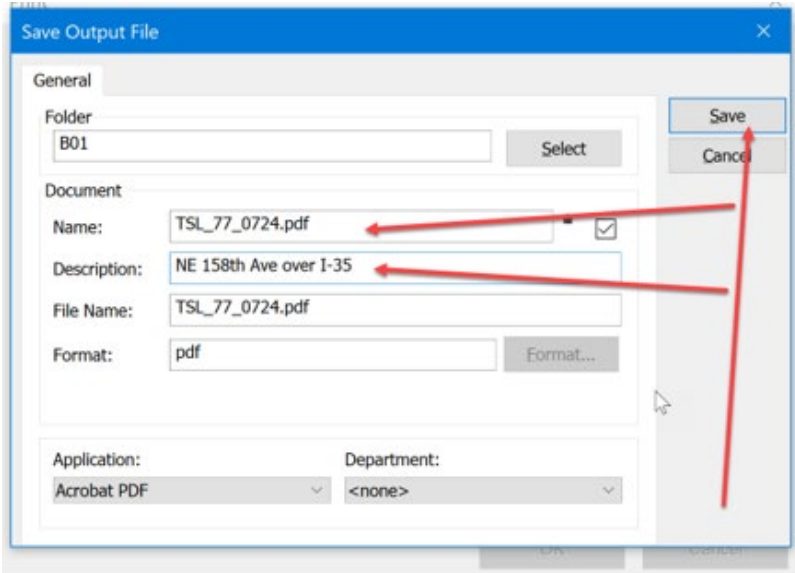 Save Output File
General
Folder
B01
Select
Save
Cancel
Document
Name:
TSL_77_0724.pdf
Description:
NE 158th Ave over I-35
File Name:
TSL_77_0724.pdf
Format:
pdf
Format...
Application:
Department:
Acrobat PDF
<none>
Cancel